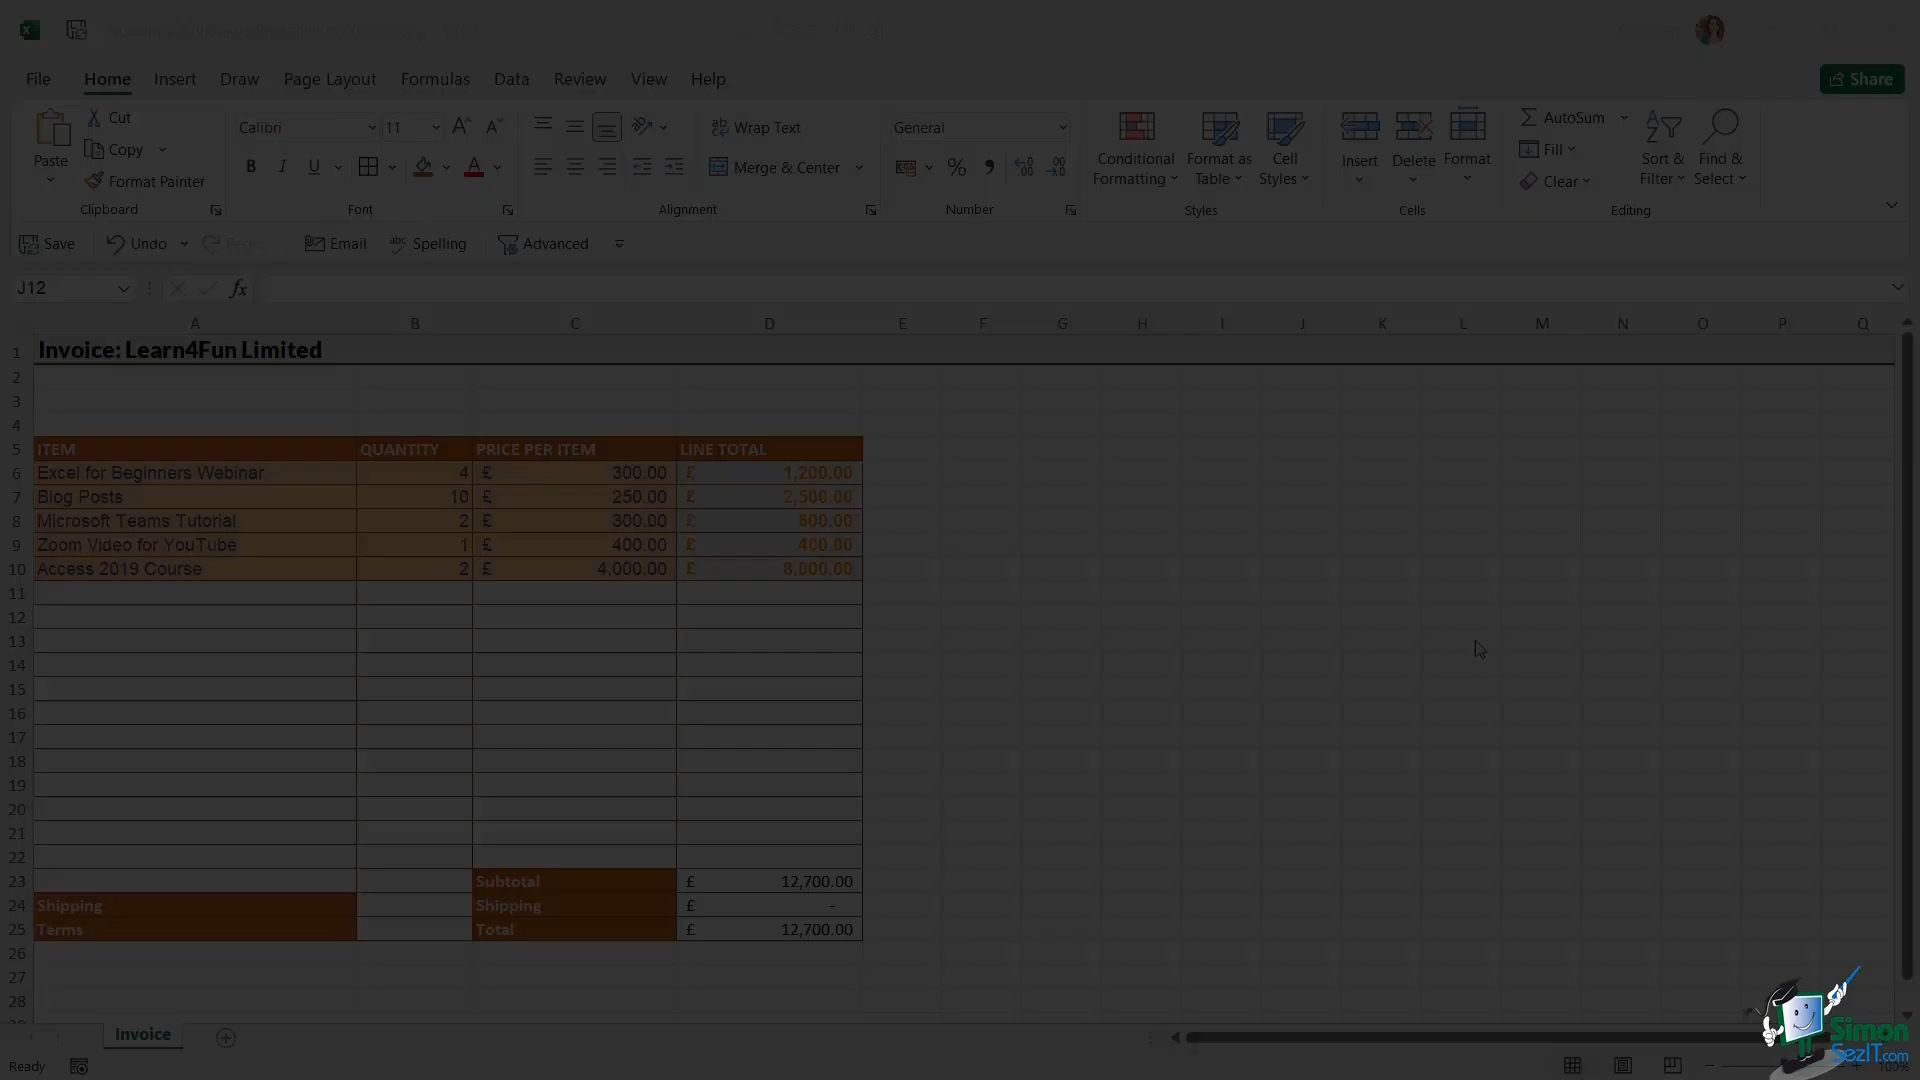 File Home Insert Draw Page Layout Formulas Data Review View Help Share
Paste Cut Copy Format Painter Clipboard
Calibri 11 B I U A Font
Wrap Text Merge & Center Alignment
General % Number
Conditional Formatting Format as Table Cell Styles Styles
Insert Delete Format Cells
AutoSum Fill Clear Sort & Filter Find & Select Editing
Save Undo Email Spelling Advanced
J12 fx
A B C D E F G H I J K L M N O P Q
1 Invoice: Learn4Fun Limited
2
3
4
5 ITEM QUANTITY PRICE PER ITEM LINE TOTAL
6 Excel for Beginners Webinar 4 £ 300.00 £ 1,200.00
7 Blog Posts 10 £ 250.00 £ 2,500.00
8 Microsoft Teams Tutorial 2 £ 300.00 £ 600.00
9 Zoom Video for YouTube 1 £ 400.00 £ 400.00
10 Access 2019 Course 2 £ 4,000.00 £ 8,000.00
11
12
13
14
15
16
17
18
19
20
21
22
23 Subtotal £ 12,700.00
24 Shipping Shipping £ -
25 Terms Total £ 12,700.00
26
27
28
Invoice
Ready 100%
Simon
SezIT.com